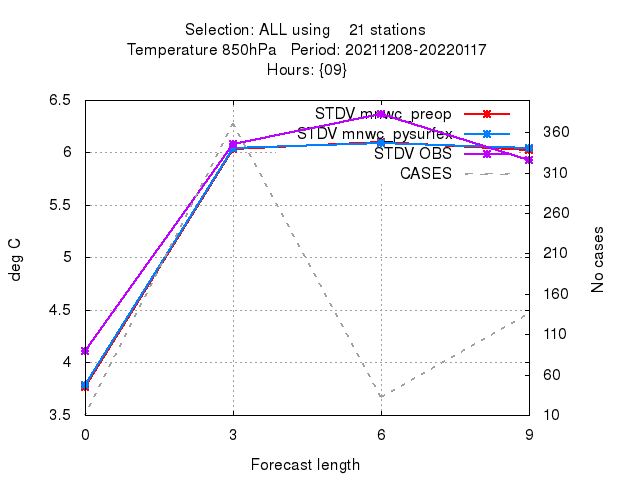 Selection: ALL using 21 stations
Temperature 850hPa Period: 20211208-20220117
Hours: {09}
STDV mnwc_preop
STDV mnwc_pysurfex
STDV OBS
CASES
6.5
6
5.5
5
4.5
4
3.5
deg C
360
310
260
210
160
110
60
10
No cases
0 3 6 9
Forecast length